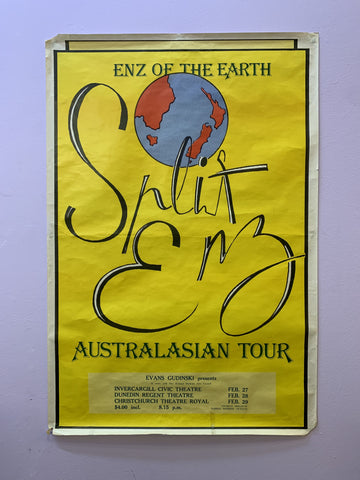 ENZ OF THE EARTH
Split
Enz
AUSTRALASIAN TOUR
EVANS GUDINSKI presents
INVERCARGILL CIVIC THEATRE FEB. 27
DUNEDIN REGENT THEATRE FEB. 28
CHRISTCHURCH THEATRE ROYAL FEB. 29
$4.00 incl. 8.15 p.m.